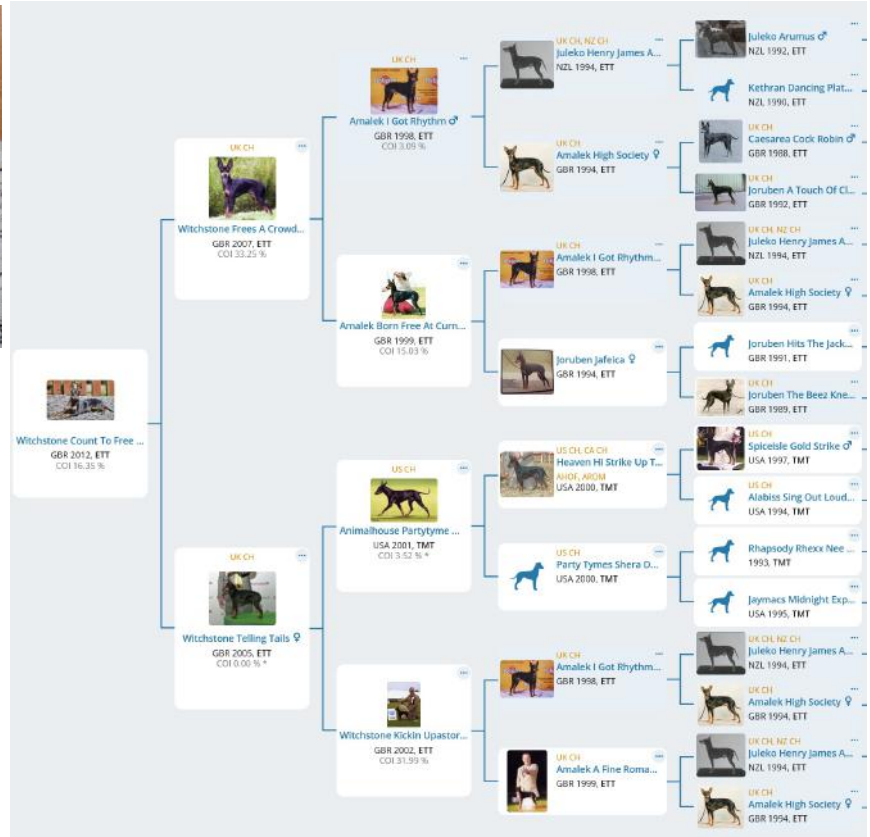 Witchstone Count To Free ...
GBR 2012, ETT
COI 16.35 %
UK CH
Witchstone Frees A Crowd...
GBR 2007, ETT
COI 33.25 %
UK CH
Witchstone Telling Tails ♀
GBR 2005, ETT
COI 0.00 % *
UK CH
Amalek I Got Rhythm ♂
GBR 1998, ETT
COI 3.09 %
Amalek Born Free At Curn...
GBR 1999, ETT
COI 15.03 %
US CH
Animalhouse Partytyme ...
USA 2001, TMT
COI 3.52 % *
Witchstone Kickin Upastor...
GBR 2002, ETT
COI 31.99 %
UK CH, NZ CH
Juleko Henry James A...
NZL 1994, ETT
UK CH
Amalek High Society ♀
GBR 1994, ETT
UK CH
Amalek I Got Rhythm...
GBR 1998, ETT
Joruben Jafeica ♀
GBR 1994, ETT
US CH, CA CH
Heaven Hi Strike Up T...
AHOF, AROM
USA 2000, TMT
US CH
Party Tymes Shera D...
USA 2000, TMT
UK CH
Amalek I Got Rhythm...
GBR 1998, ETT
UK CH
Amalek A Fine Roma...
GBR 1999, ETT
Juleko Arumus ♂
NZL 1992, ETT
Kethran Dancing Plat...
NZL 1990, ETT
UK CH
Caesarea Cock Robin ♂
GBR 1988, ETT
UK CH
Joruben A Touch Of Cl...
GBR 1992, ETT
UK CH, NZ CH
Juleko Henry James A...
NZL 1994, ETT
UK CH
Amalek High Society ♀
GBR 1994, ETT
Joruben Hits The Jack...
GBR 1991, ETT
UK CH
Joruben The Beez Kne...
GBR 1989, ETT
US CH
Spiceisle Gold Strike ♂
USA 1997, TMT
US CH
Alabiss Sing Out Loud...
USA 1994, TMT
Rhapsody Rhexx Nee ...
1993, TMT
Jaymacs Midnight Exp...
USA 1995, TMT
UK CH, NZ CH
Juleko Henry James A...
NZL 1994, ETT
UK CH
Amalek High Society ♀
GBR 1994, ETT
UK CH, NZ CH
Juleko Henry James A...
NZL 1994, ETT
UK CH
Amalek High Society ♀
GBR 1994, ETT